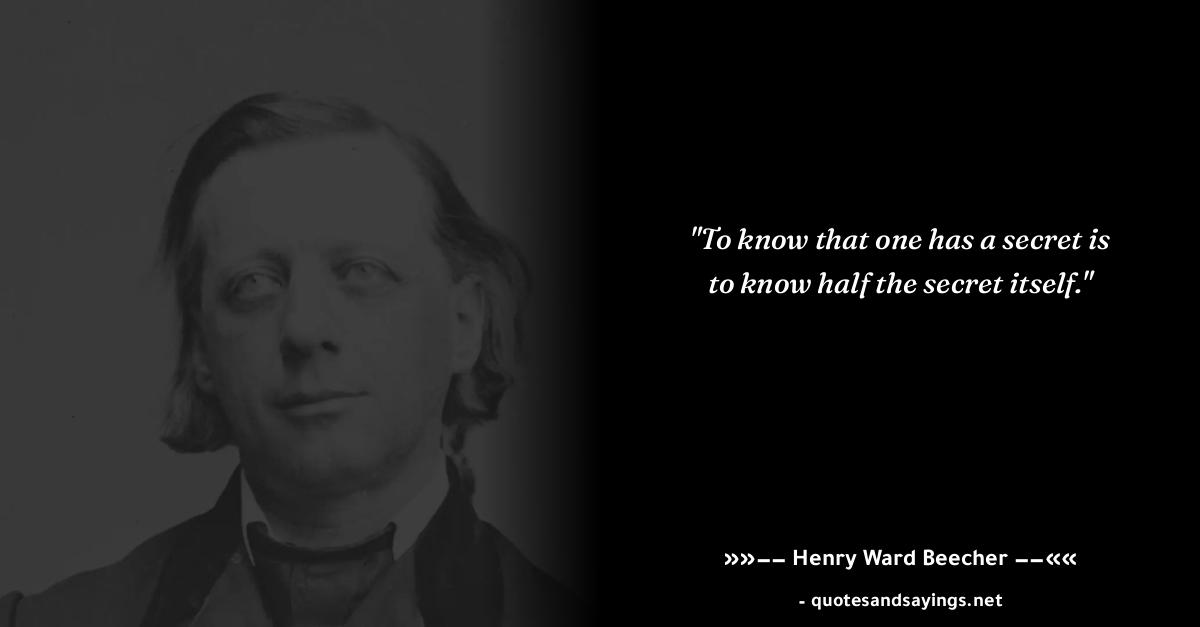 "To know that one has a secret is
to know half the secret itself."
»»−− Henry Ward Beecher −−««
- quotesandsayings.net